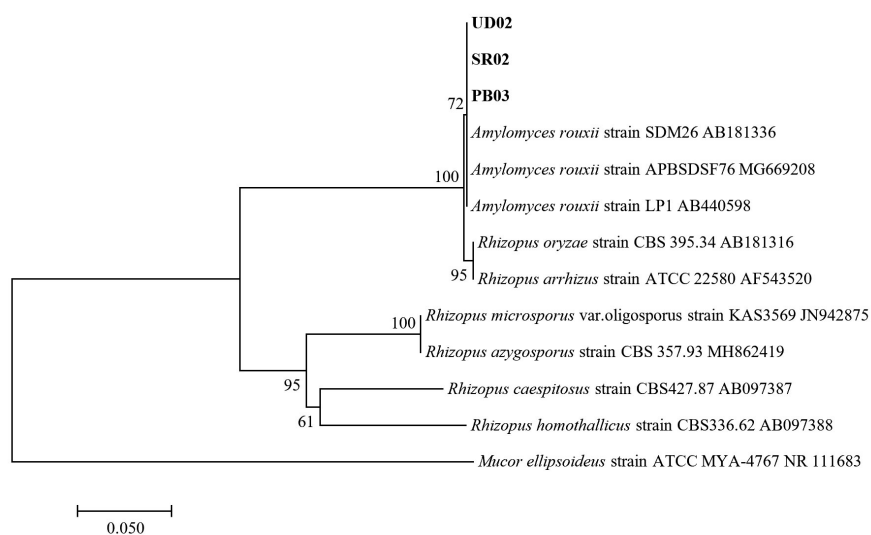 UD02
SR02
PB03
72
Amylomyces rouxii strain SDM26 AB181336
Amylomyces rouxii strain APBSDSF76 MG669208
100
Amylomyces rouxii strain LP1 AB440598
Rhizopus oryzae strain CBS 395.34 AB181316
95
Rhizopus arrhizus strain ATCC 22580 AF543520
Rhizopus microsporus var.oligosporus strain KAS3569 JN942875
100
Rhizopus azygosporus strain CBS 357.93 MH862419
95
Rhizopus caespitosus strain CBS427.87 AB097387
61
Rhizopus homothallicus strain CBS336.62 AB097388
Mucor ellipsoideus strain ATCC MYA-4767 NR 111683
0.050